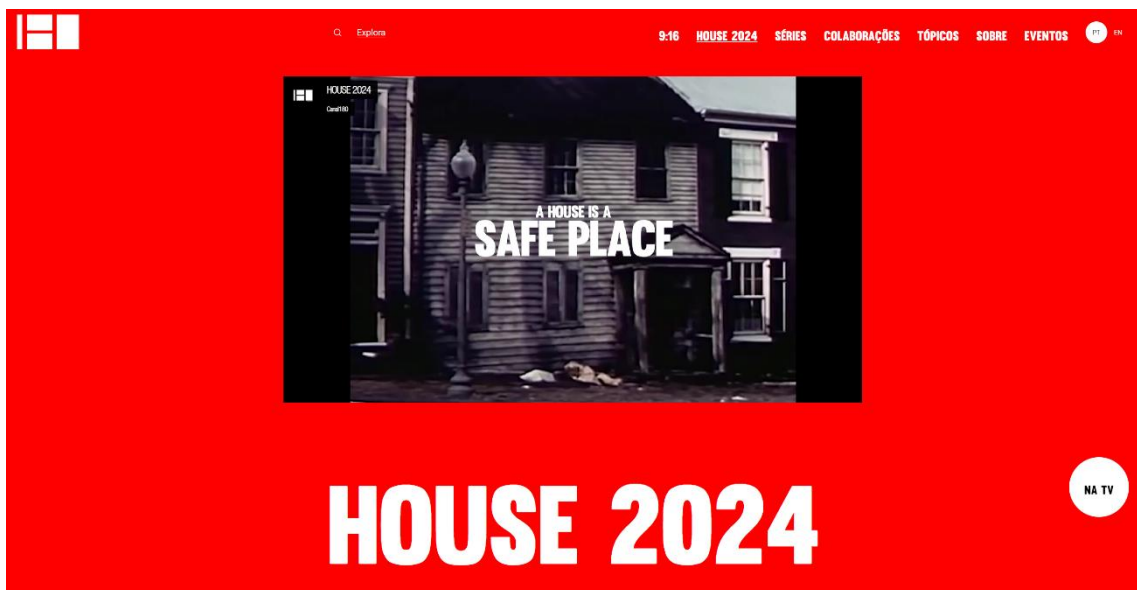 Explora
9:16 HOUSE 2024 SÉRIES COLABORAÇÕES TÓPICOS SOBRE EVENTOS PT EN
HOUSE 2024
Canal180
A HOUSE IS A
SAFE PLACE
NA TV
HOUSE 2024